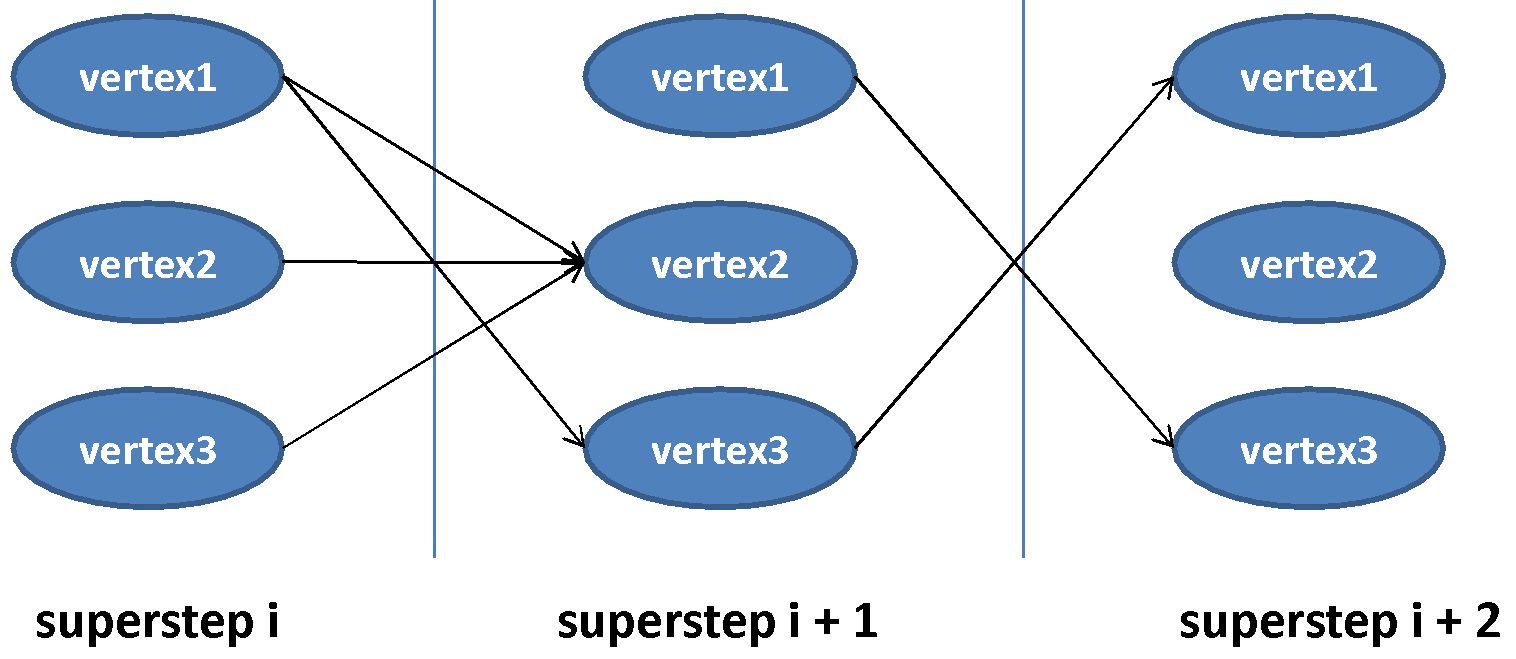 vertex1 vertex1 vertex1
vertex2 vertex2 vertex2
vertex3 vertex3 vertex3
superstep i superstep i + 1 superstep i + 2